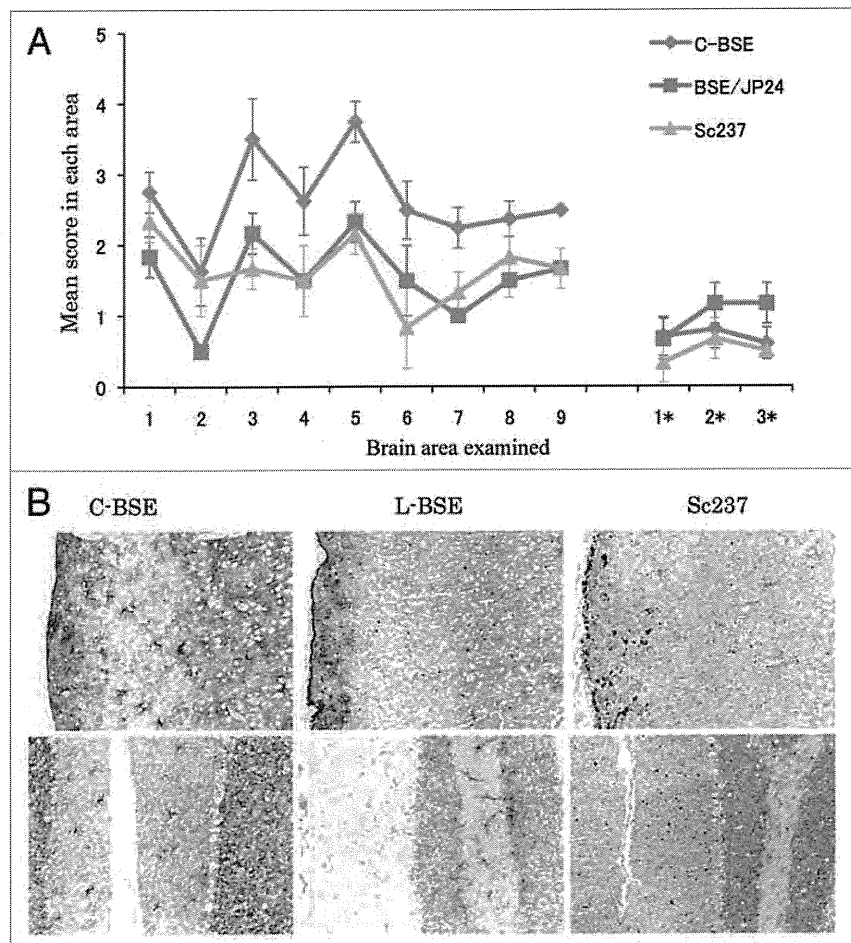 A
5
4
3
2
1
0
Mean score in each area
C-BSE
BSE/JP24
Sc237
1 2 3 4 5 6 7 8 9 1* 2* 3*
Brain area examined
B
C-BSE L-BSE Sc237